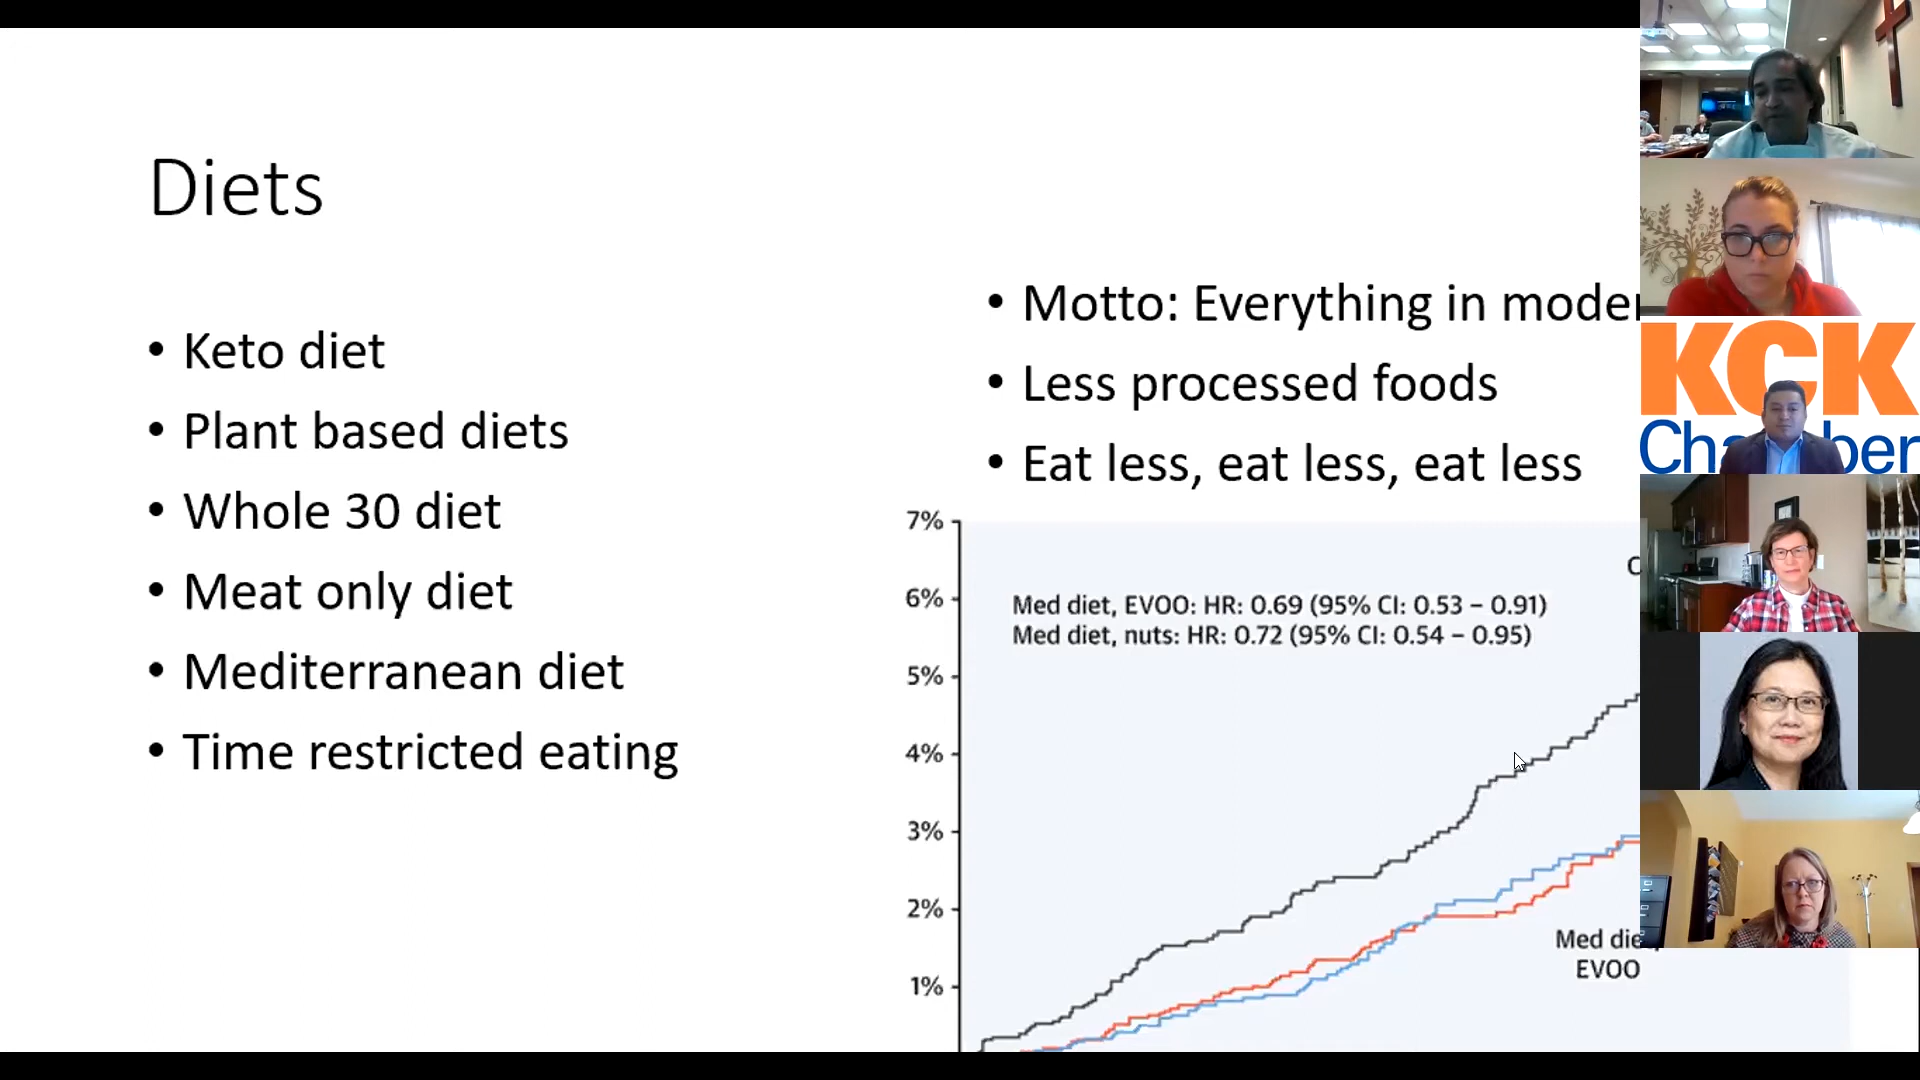 Diets
• Keto diet
• Plant based diets
• Whole 30 diet
• Meat only diet
• Mediterranean diet
• Time restricted eating
• Motto: Everything in moder
• Less processed foods
• Eat less, eat less, eat less
7%
6%
5%
4%
3%
2%
1%
Med diet, EVOO: HR: 0.69 (95% CI: 0.53 – 0.91)
Med diet, nuts: HR: 0.72 (95% CI: 0.54 – 0.95)
C
Med die
EVOO
KCK
Ch ber